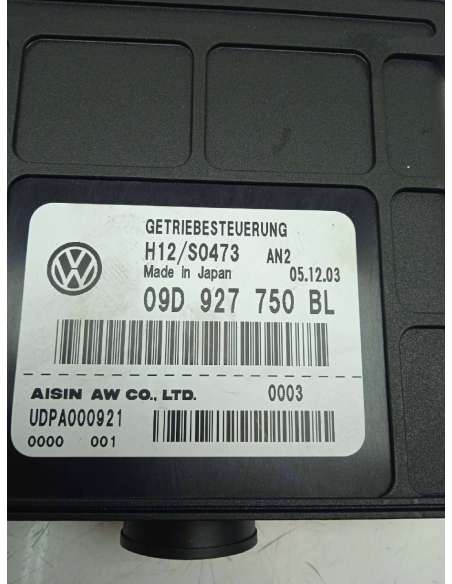 GETRIEBESTEUERUNG
H12/S0473 AN2
Made in Japan 05.12.03
09D 927 750 BL
AISIN AW CO., LTD. 0003
UDPA000921
0000 001